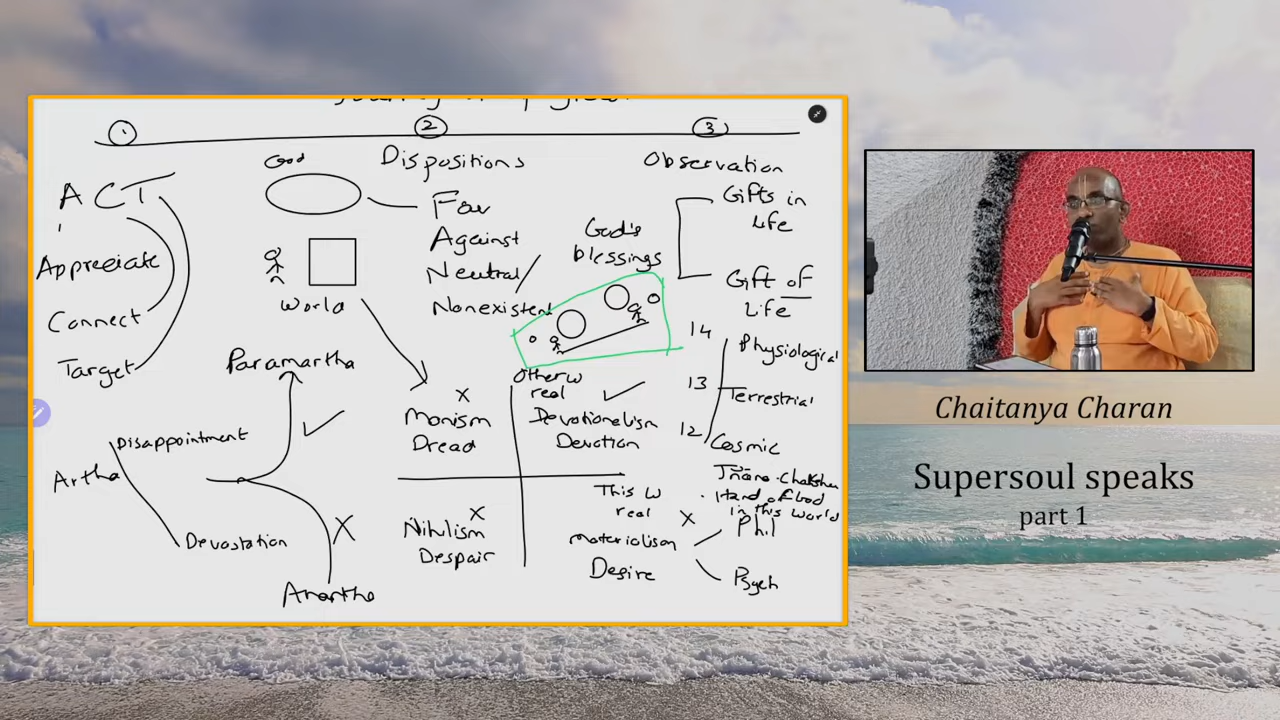 1
2
3
God
Dispositions
Observation
ACT
Appreciate
Connect
Target
World
For
Against
Neutral /
Nonexistent
God's
blessings
Gifts in
Life
Gift of
Life
14
Physiological
13
Terrestrial
12
Cosmic
Paramartha
Disappointment
Artha
Devastation
Anartha
X
Monism
Dread
Otherw
real
Devotionalism
Devotion
X
Nihilism
Despair
This w
real
materialism
Desire
X
Jnana-Chakshu
Hand of God
in this world
Phil
Psych
Chaitanya Charan
Supersoul speaks
part 1